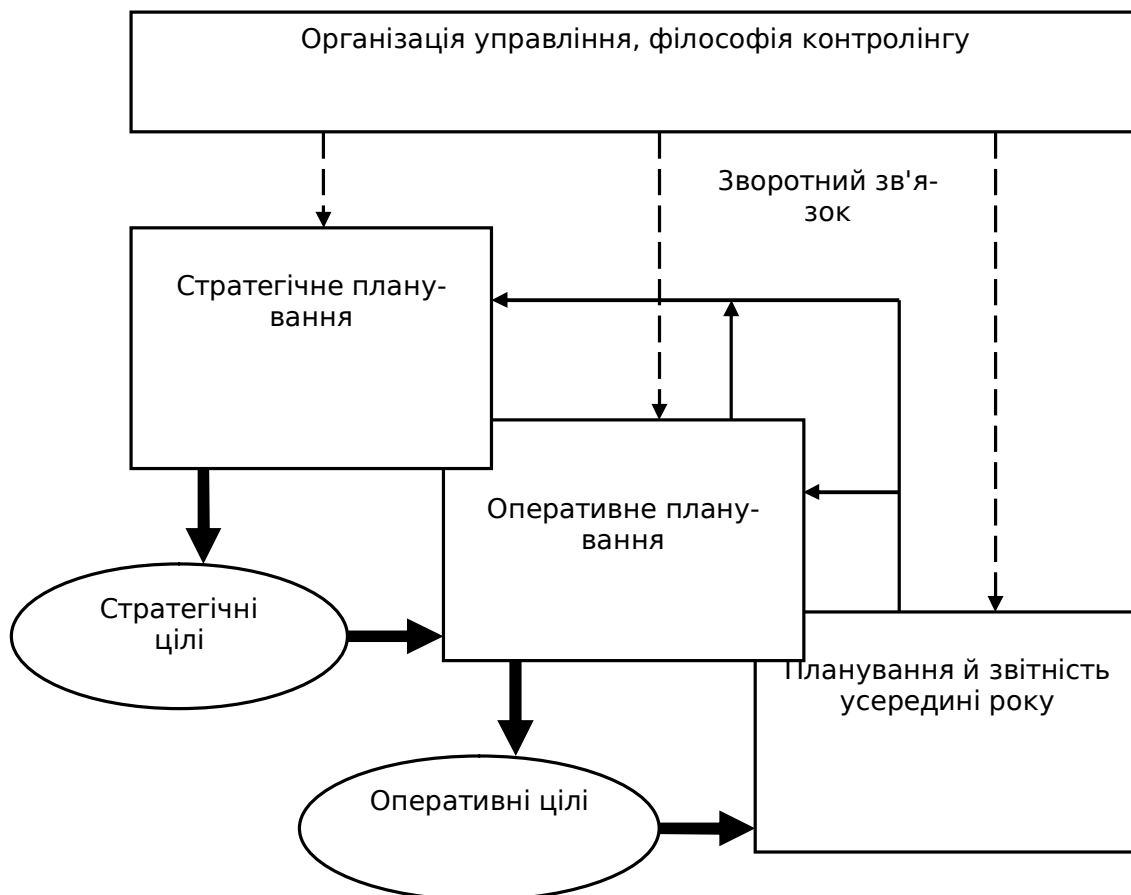 Організація управління, філософія контролінгу
Зворотний зв'я-
зок
Стратегічне плану-
вання
Оперативне плану-
вання
Стратегічні
цілі
Планування й звітність
усередині року
Оперативні цілі